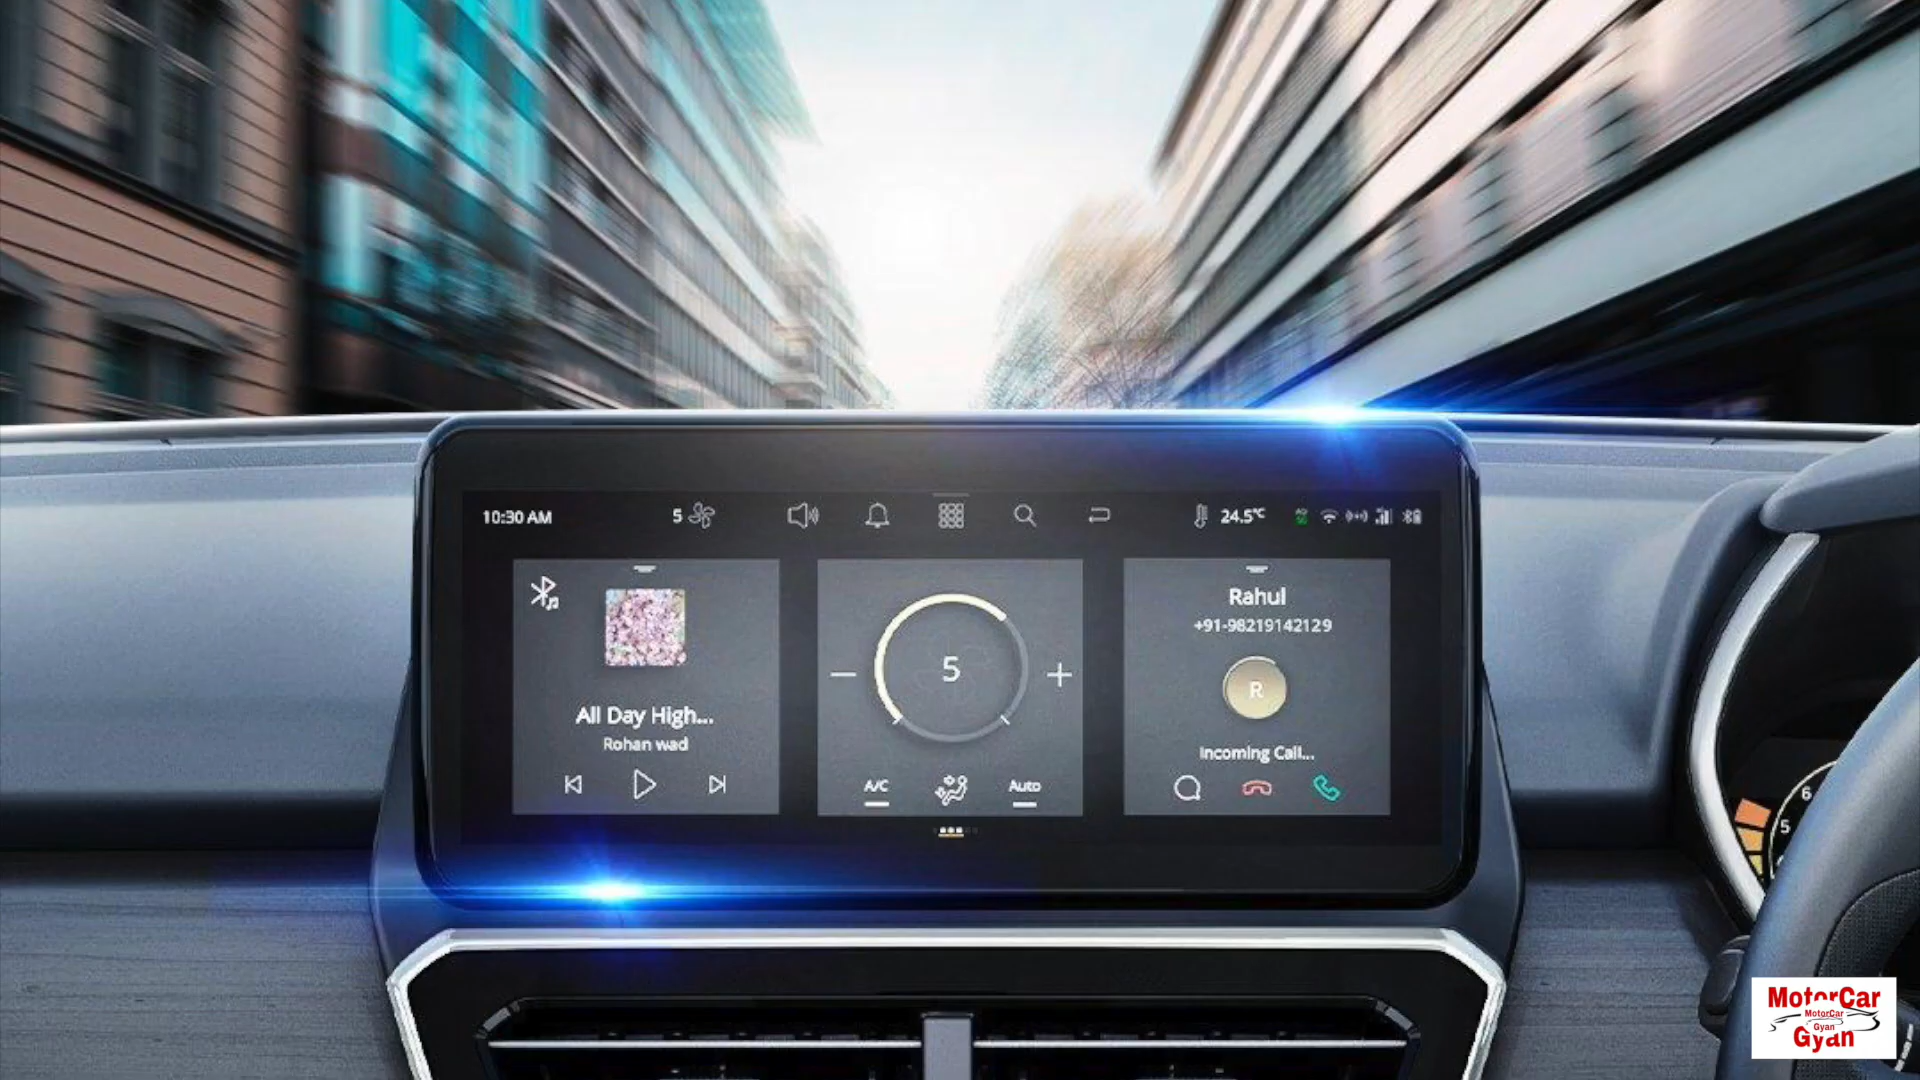 10:30 AM
5
24.5°C
All Day High...
Rohan wad
5
A/C
Auto
Rahul
+91-98219142129
R
Incoming Call...
6
5
MotorCar
MotorCar
Gyan
Gyan